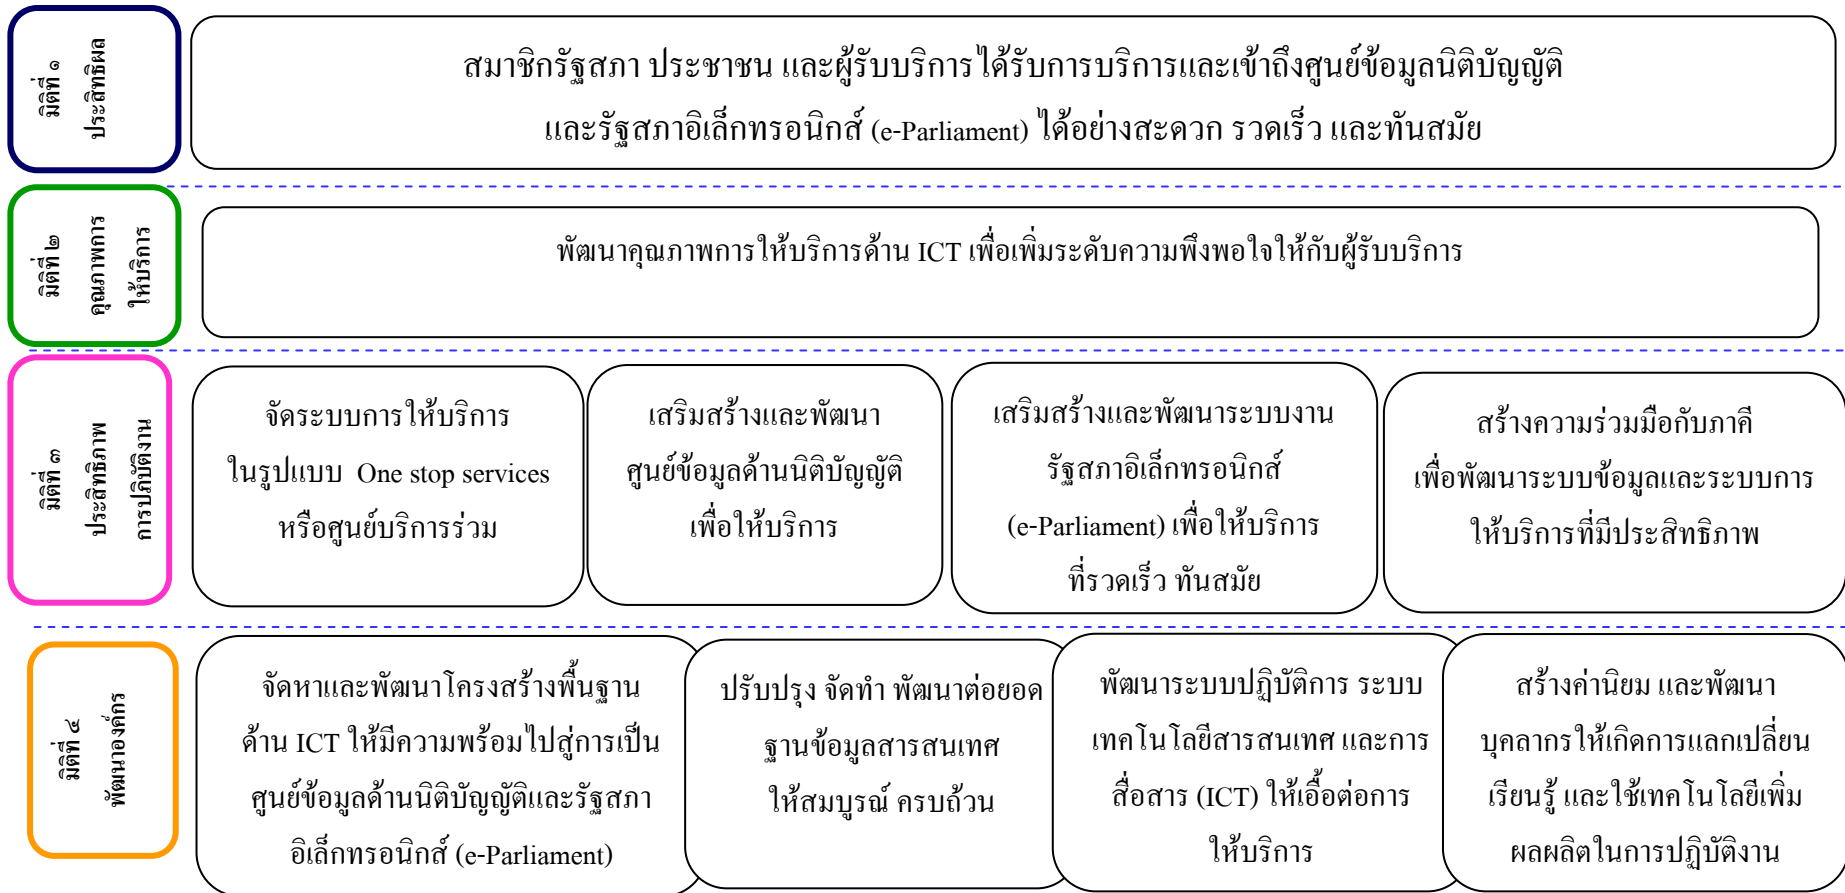 มิติที่ ๑
ประสิทธิผล
สมาชิกรัฐสภา ประชาชน และผู้รับบริการได้รับการบริการและเข้าถึงศูนย์ข้อมูลนิติบัญญัติ
และรัฐสภาอิเล็กทรอนิกส์ (e-Parliament) ได้อย่างสะดวก รวดเร็ว และทันสมัย
มิติที่ ๒
คุณภาพการ
ให้บริการ
พัฒนาคุณภาพการให้บริการด้าน ICT เพื่อเพิ่มระดับความพึงพอใจให้กับผู้รับบริการ
มิติที่ ๓
ประสิทธิภาพ
การปฏิบัติงาน
จัดระบบการให้บริการ
ในรูปแบบ One stop services
หรือศูนย์บริการร่วม
เสริมสร้างและพัฒนา
ศูนย์ข้อมูลด้านนิติบัญญัติ
เพื่อให้บริการ
เสริมสร้างและพัฒนาระบบงาน
รัฐสภาอิเล็กทรอนิกส์
(e-Parliament) เพื่อให้บริการ
ที่รวดเร็ว ทันสมัย
สร้างความร่วมมือกับภาคี
เพื่อพัฒนาระบบข้อมูลและระบบการ
ให้บริการที่มีประสิทธิภาพ
มิติที่ ๔
พัฒนาองค์กร
จัดหาและพัฒนาโครงสร้างพื้นฐาน
ด้าน ICT ให้มีความพร้อมไปสู่การเป็น
ศูนย์ข้อมูลด้านนิติบัญญัติและรัฐสภา
อิเล็กทรอนิกส์ (e-Parliament)
ปรับปรุง จัดทำ พัฒนาต่อยอด
ฐานข้อมูลสารสนเทศ
ให้สมบูรณ์ ครบถ้วน
พัฒนาระบบปฏิบัติการ ระบบ
เทคโนโลยีสารสนเทศ และการ
สื่อสาร (ICT) ให้เอื้อต่อการ
ให้บริการ
สร้างค่านิยม และพัฒนา
บุคลากรให้เกิดการแลกเปลี่ยน
เรียนรู้ และใช้เทคโนโลยีเพิ่ม
ผลผลิตในการปฏิบัติงาน